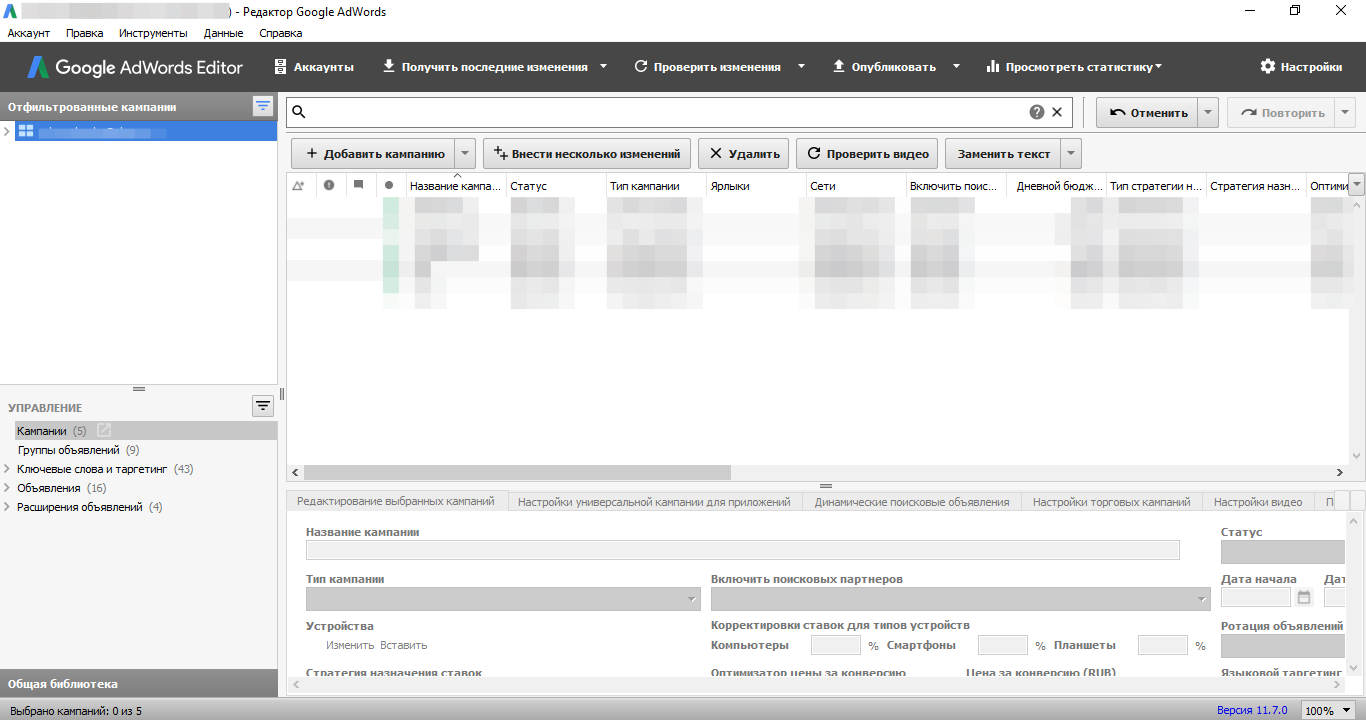 ) - Редактор Google AdWords
Аккаунт Правка Инструменты Данные Справка
Google AdWords Editor Аккаунты Получить последние изменения Проверить изменения Опубликовать Просмотреть статистику Настройки
Отфильтрованные кампании
Отменить Повторить
+ Добавить кампанию Внести несколько изменений Удалить Проверить видео Заменить текст
Название кампа... Статус Тип кампании Ярлыки Сети Включить поис... Дневной бюдж... Тип стратегии н... Стратегия назн... Оптими
УПРАВЛЕНИЕ
Кампании (5)
Группы объявлений (9)
Ключевые слова и таргетинг (43)
Объявления (16)
Расширения объявлений (4)
Общая библиотека
Редактирование выбранных кампаний Настройки универсальной кампании для приложений Динамические поисковые объявления Настройки торговых кампаний Настройки видео П
Название кампании Статус
Тип кампании Включить поисковых партнеров Дата начала Дат
Устройства Корректировки ставок для типов устройств Ротация объявлений
Изменить Вставить Компьютеры % Смартфоны % Планшеты %
Стратегия назначения ставок Оптимизатор цены за конверсию Цена за конверсию (RUB) Языковой таргетинг
Выбрано кампаний: 0 из 5 Версия 11.7.0 100%